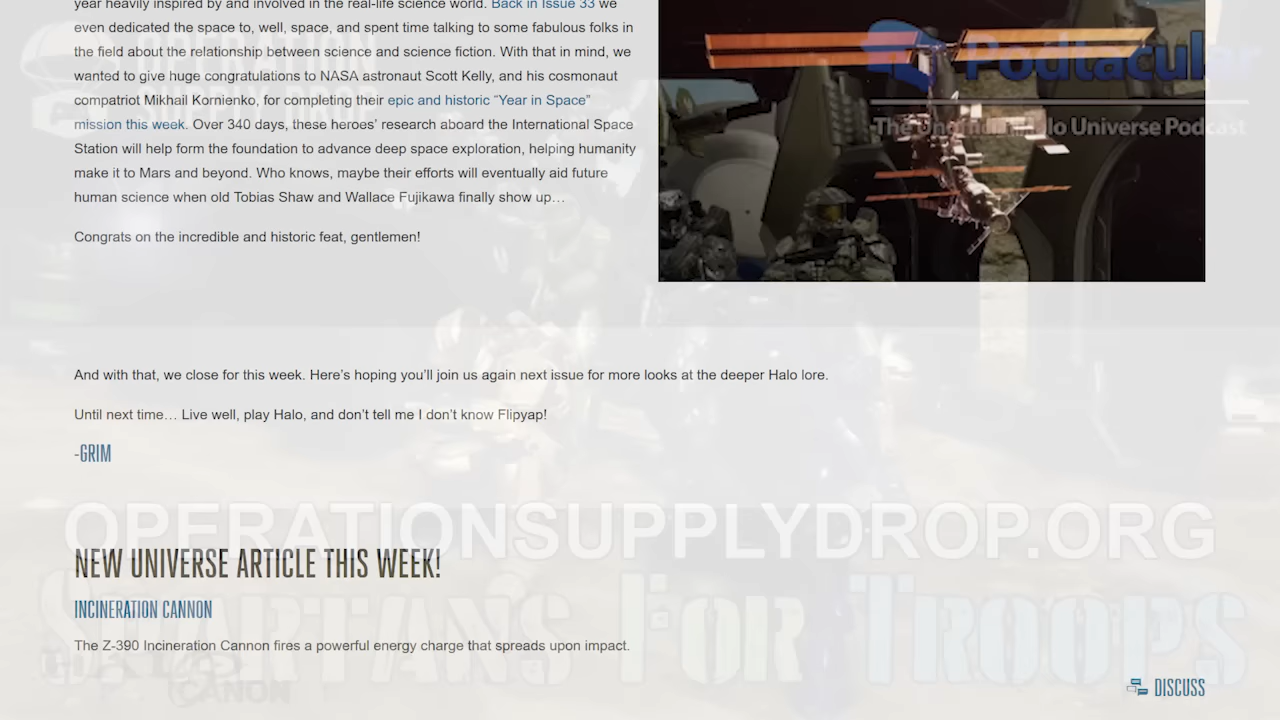 year heavily inspired by and involved in the real-life science world. Back in Issue 33 we
even dedicated the space to, well, space, and spent time talking to some fabulous folks in
the field about the relationship between science and science fiction. With that in mind, we
wanted to give huge congratulations to NASA astronaut Scott Kelly, and his cosmonaut
compatriot Mikhail Kornienko, for completing their epic and historic “Year in Space”
mission this week. Over 340 days, these heroes’ research aboard the International Space
Station will help form the foundation to advance deep space exploration, helping humanity
make it to Mars and beyond. Who knows, maybe their efforts will eventually aid future
human science when old Tobias Shaw and Wallace Fujikawa finally show up…
Congrats on the incredible and historic feat, gentlemen!
Podtacular
The Unofficial Halo Universe Podcast
And with that, we close for this week. Here’s hoping you’ll join us again next issue for more looks at the deeper Halo lore.
Until next time… Live well, play Halo, and don’t tell me I don’t know Flipyap!
-GRIM
OPERATIONSUPPLYDROP.ORG
NEW UNIVERSE ARTICLE THIS WEEK!
SPARTANS FOR TROOPS
INCINERATION CANNON
The Z-390 Incineration Cannon fires a powerful energy charge that spreads upon impact.
CANON
DISCUSS